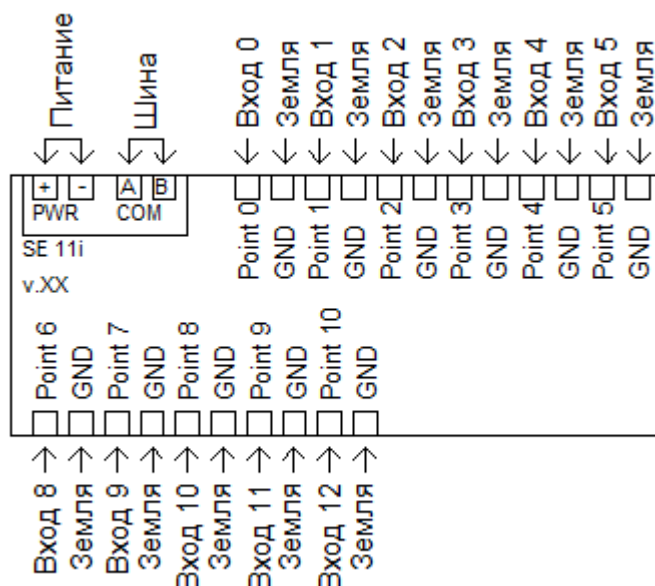 Питание
Шина
Вход 0
Земля
Вход 1
Земля
Вход 2
Земля
Вход 3
Земля
Вход 4
Земля
Вход 5
Земля
+ - A B
PWR COM
SE 11i
v.XX
Point 0
GND
Point 1
GND
Point 2
GND
Point 3
GND
Point 4
GND
Point 5
GND
Point 6
GND
Point 7
GND
Point 8
GND
Point 9
GND
Point 10
GND
Вход 8
Земля
Вход 9
Земля
Вход 10
Земля
Вход 11
Земля
Вход 12
Земля